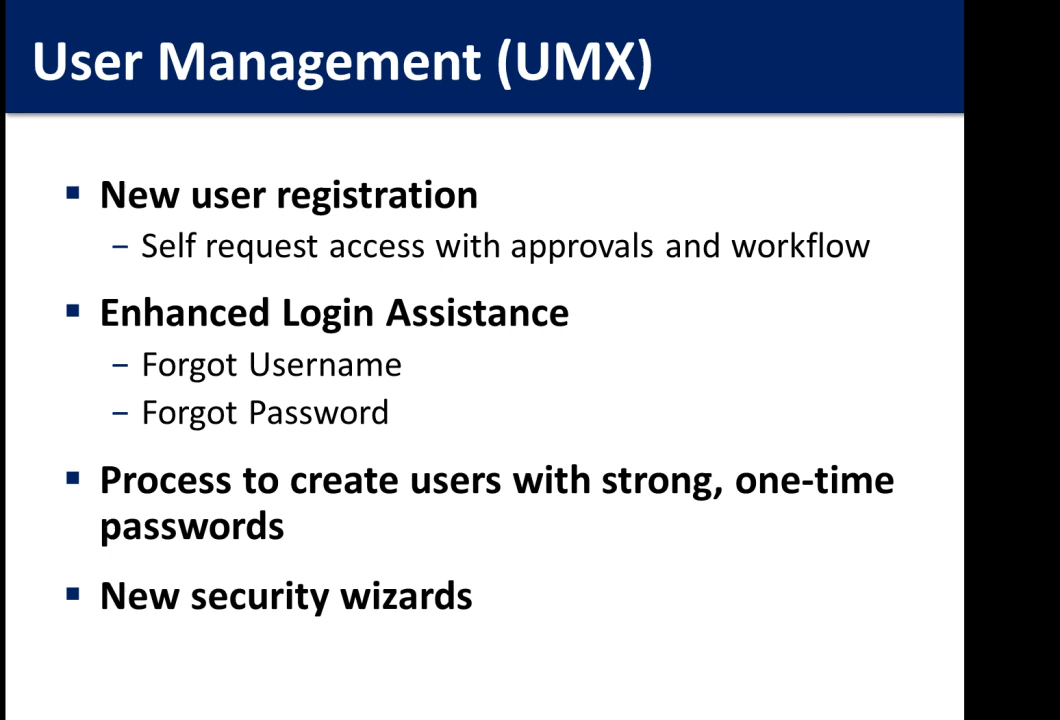 User Management (UMX)
▪ New user registration
– Self request access with approvals and workflow
▪ Enhanced Login Assistance
– Forgot Username
– Forgot Password
▪ Process to create users with strong, one-time
passwords
▪ New security wizards